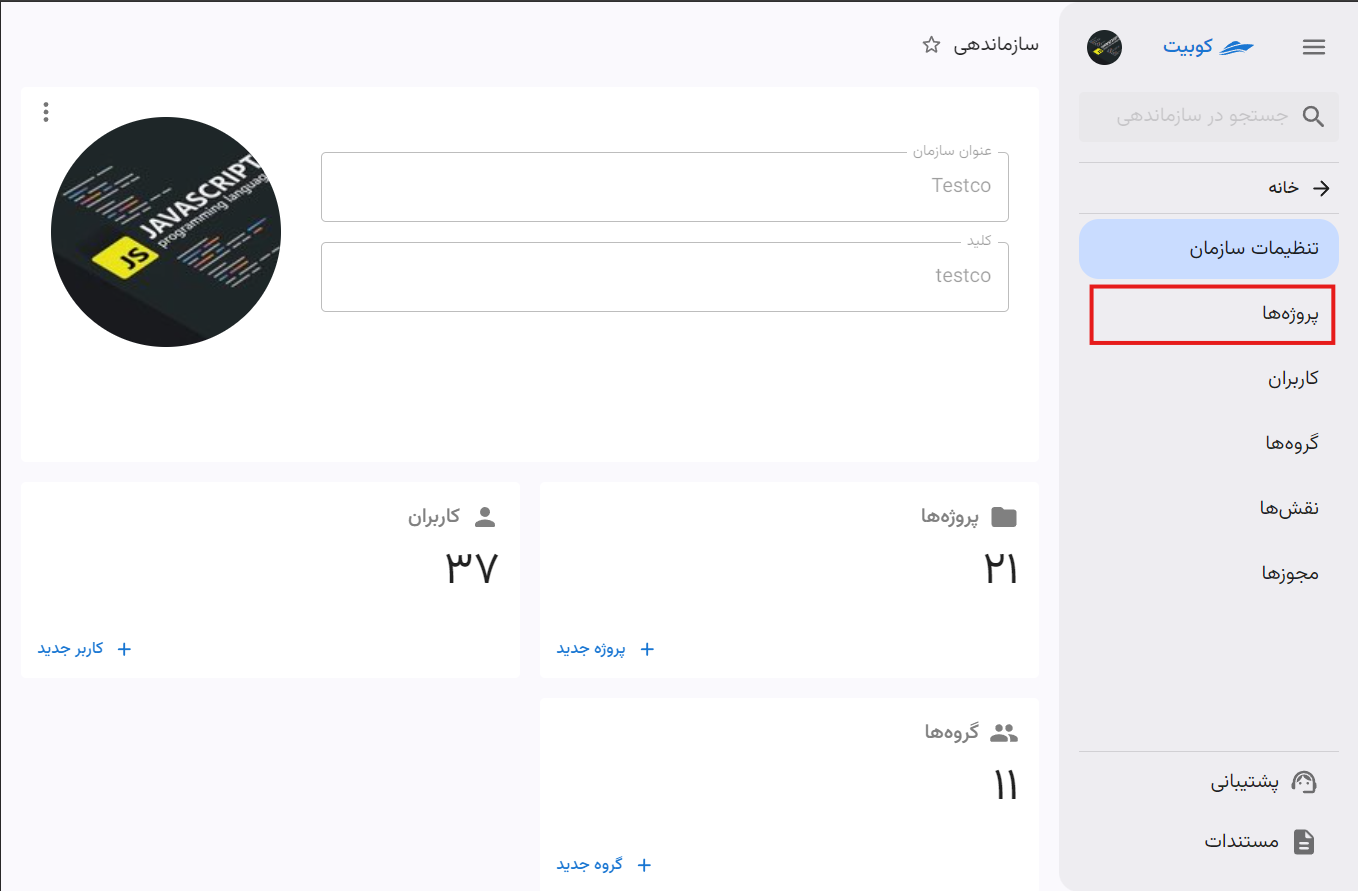 کوبیت
جستجو در سازماندهی
خانه
تنظیمات سازمان
پروژه‌ها
کاربران
گروه‌ها
نقش‌ها
مجوزها
پشتیبانی
مستندات
سازماندهی
عنوان سازمان
Testco
کلید
testco
JAVASCRIPT
programming language
JS
پروژه‌ها
۲۱
پروژه جدید
کاربران
۳۷
کاربر جدید
گروه‌ها
۱۱
گروه جدید